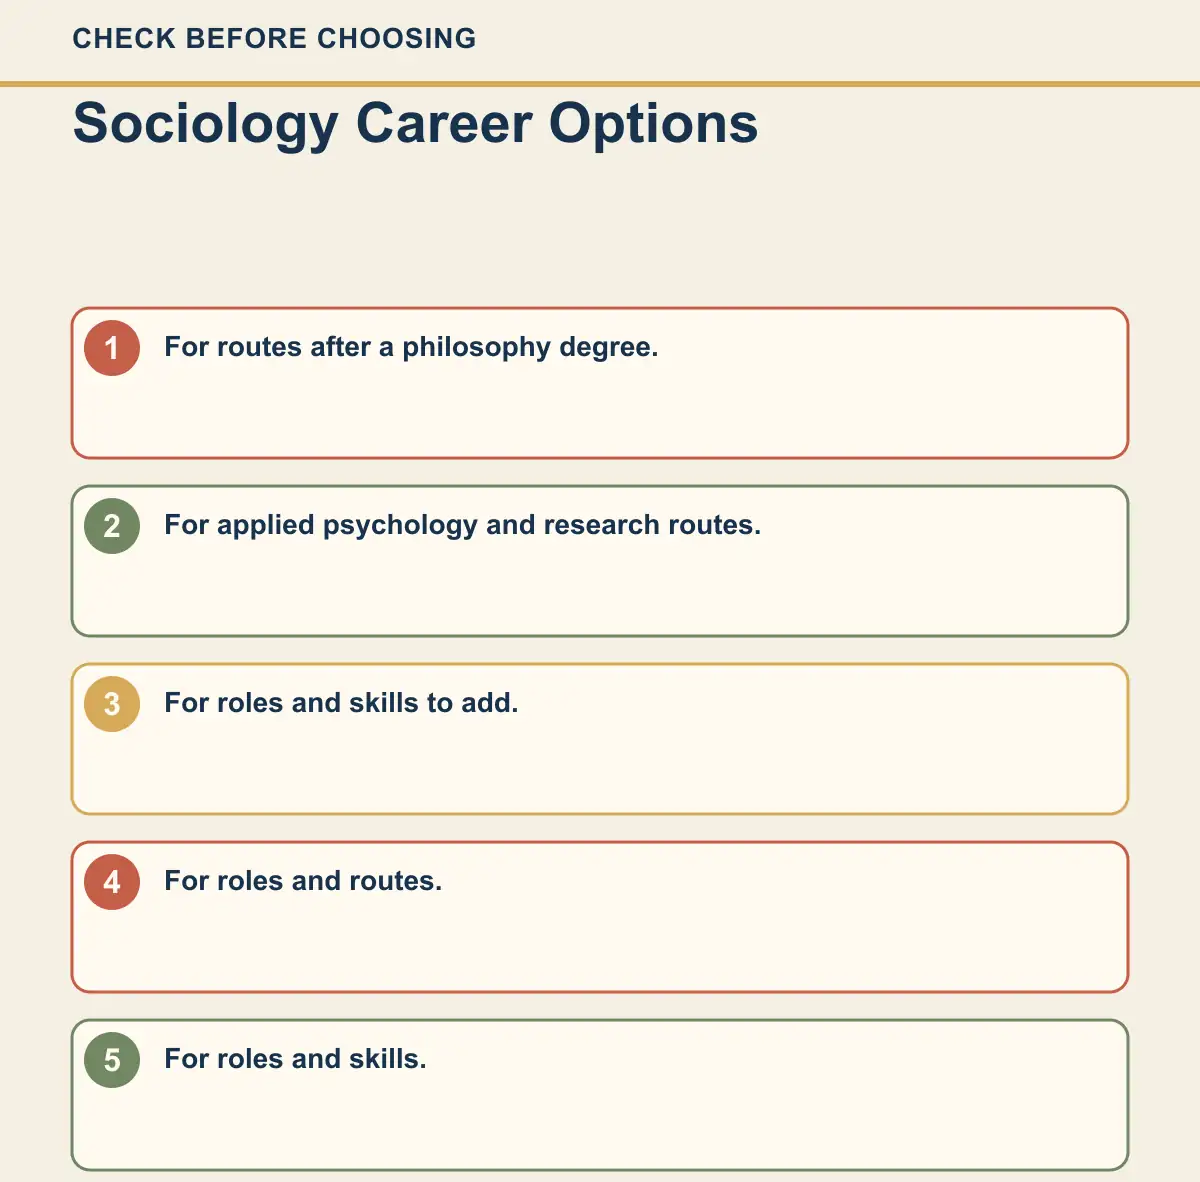 CHECK BEFORE CHOOSING
Sociology Career Options
1 For routes after a philosophy degree.
2 For applied psychology and research routes.
3 For roles and skills to add.
4 For roles and routes.
5 For roles and skills.